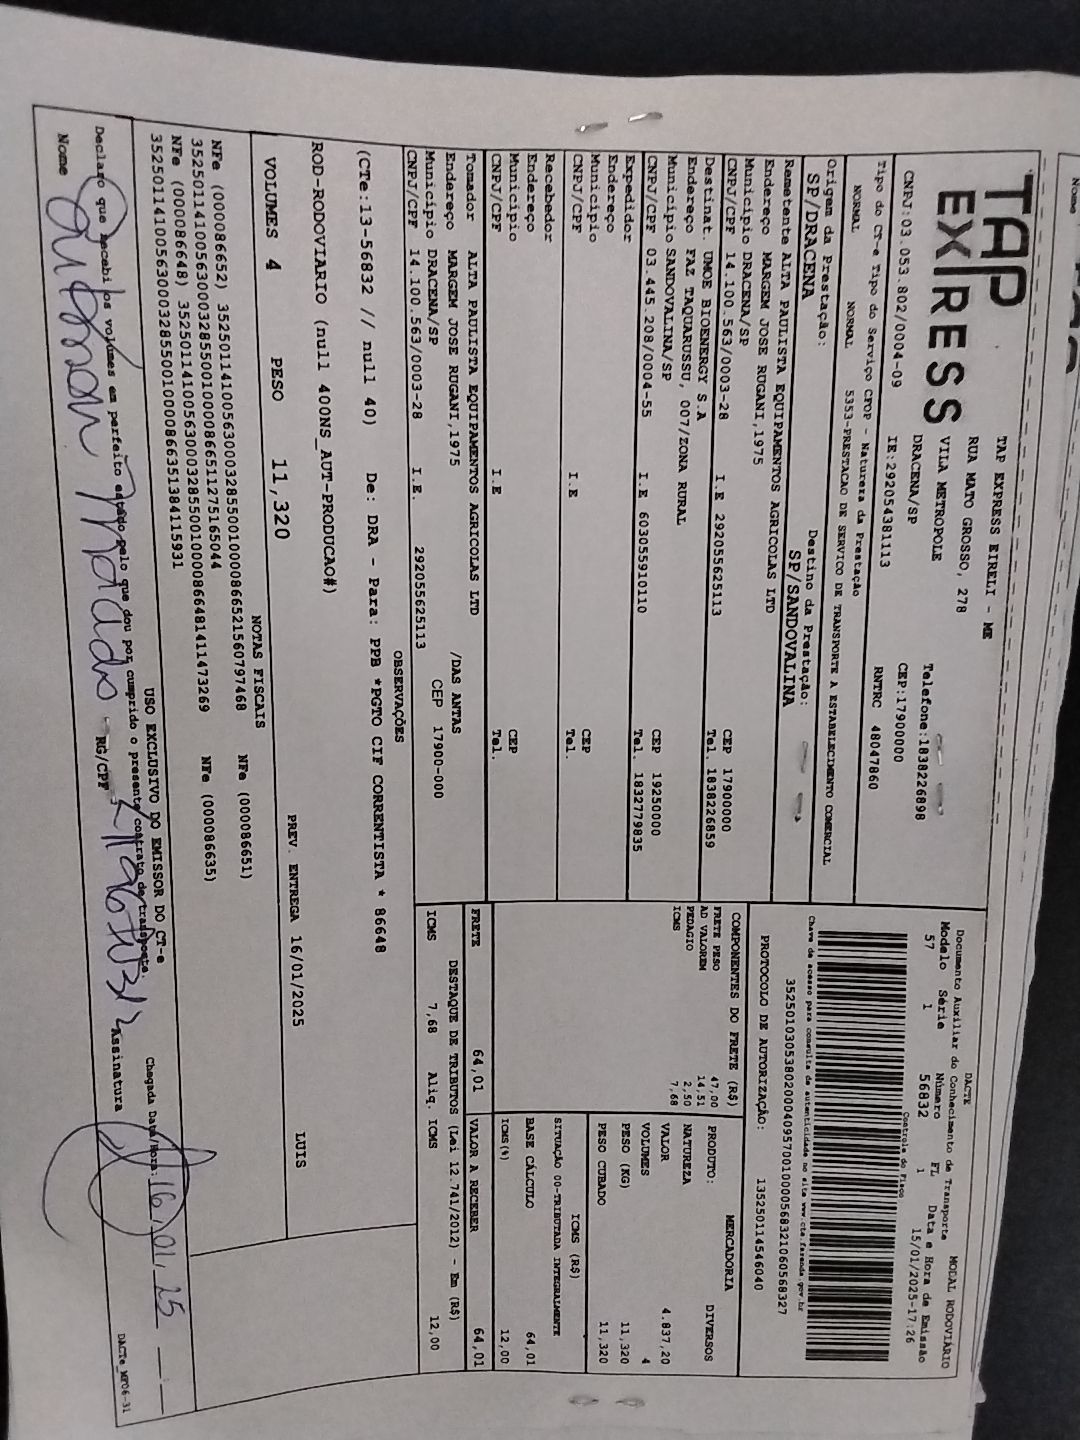 TAP
EXPRESS
TAP EXPRESS EIRELI - ME
RUA MATO GROSSO, 278
VILA METROPOLE
DRACENA/SP
Telefone:1838226898
CEP:17900000
CNPJ:03.053.802/0004-09 IE:292054381113 RNTRC 48047860
DACTE MODAL RODOVIÁRIO
Documento Auxiliar do Conhecimento de Transporte
Modelo Série Número FL Data e Hora de Emissão
57 1 56832 1 15/01/2025-17:26
Controle do Fisco
Chave de acesso para consulta de autenticidade no site www.cte.fazenda.gov.br
35250103053802000409570010000568321060568327
PROTOCOLO DE AUTORIZAÇÃO: 135250114546040
Tipo do CT-e Tipo do Serviço CFOP - Natureza da Prestação
NORMAL NORMAL 5353-PRESTACAO DE SERVICO DE TRANSPORTE A ESTABELECIMENTO COMERCIAL
Origem da Prestação: Destino da Prestação:
SP/DRACENA SP/SANDOVALINA
Remetente ALTA PAULISTA EQUIPAMENTOS AGRICOLAS LTD
Endereço MARGEM JOSE RUGANI,1975
Municipio DRACENA/SP CEP 17900000
CNPJ/CPF 14.100.563/0003-28 I.E 292055625113 Tel. 1838226859
Destinat. UMOE BIOENERGY S.A
Endereço FAZ TAQUARUSSU, 007/ZONA RURAL
Municipio SANDOVALINA/SP CEP 19250000
CNPJ/CPF 03.445.208/0004-55 I.E 603055910110 Tel. 1832779835
Expedidor
Endereço
Municipio CEP
CNPJ/CPF I.E Tel.
Recebedor
Endereço
Municipio CEP
CNPJ/CPF I.E Tel.
Tomador ALTA PAULISTA EQUIPAMENTOS AGRICOLAS LTD
Endereço MARGEM JOSE RUGANI,1975 /DAS ANTAS
Municipio DRACENA/SP CEP 17900-000
CNPJ/CPF 14.100.563/0003-28 I.E. 292055625113
COMPONENTES DO FRETE (R$)
FRETE PESO 47,00
AD VALOREM 14,51
PEDAGIO 2,50
ICMS 7,68
MERCADORIA
PRODUTO: DIVERSOS
NATUREZA
VALOR 4.837,20
VOLUMES 4
PESO (KG) 11,320
PESO CUBADO 11,320
ICMS (R$)
SITUAÇÃO 00-TRIBUTADA INTEGRALMENTE
BASE CÁLCULO 64,01
ICMS(%) 12,00
FRETE 64,01 VALOR A RECEBER 64,01
DESTAQUE DE TRIBUTOS (Lei 12.741/2012) - Em (R$)
ICMS 7,68 Aliq. ICMS 12,00
OBSERVAÇÕES
(CTe:13-56832 // null 40) De: DRA - Para: PPB *PGTO CIF CORRENTISTA * 86648
ROD-RODOVIARIO (null 400NS_AUT-PRODUCAO#)
VOLUMES 4 PESO 11,320 PREV. ENTREGA 16/01/2025 LUIS
NOTAS FISCAIS
NFe (000086652) 35250114100563000328550010000866521560797468 NFe (000086651)
35250114100563000328550010000866511275165044
NFe (000086648) 35250114100563000328550010000866481411473269 NFe (000086635)
35250114100563000328550010000866351384115931
USO EXCLUSIVO DO EMISSOR DO CT-e
Declaro que recebi os volumes em perfeito estado pelo que dou por cumprido o presente contrato de transporte. Chegada Data/Hora: 16/01/25
Nome RG/CPF Assinatura
DACTe_MF06-31
Nome